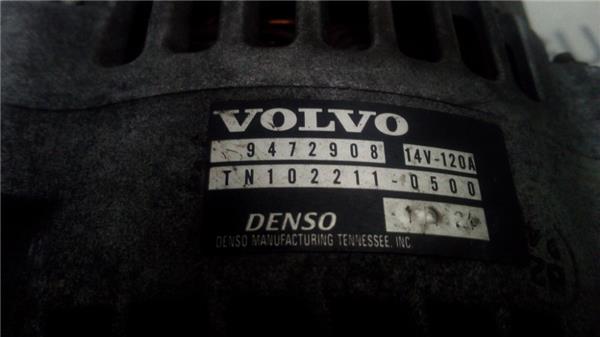 VOLVO
9472908 14V-120A
TN102211-0500
DENSO
DENSO MANUFACTURING TENNESSEE, INC